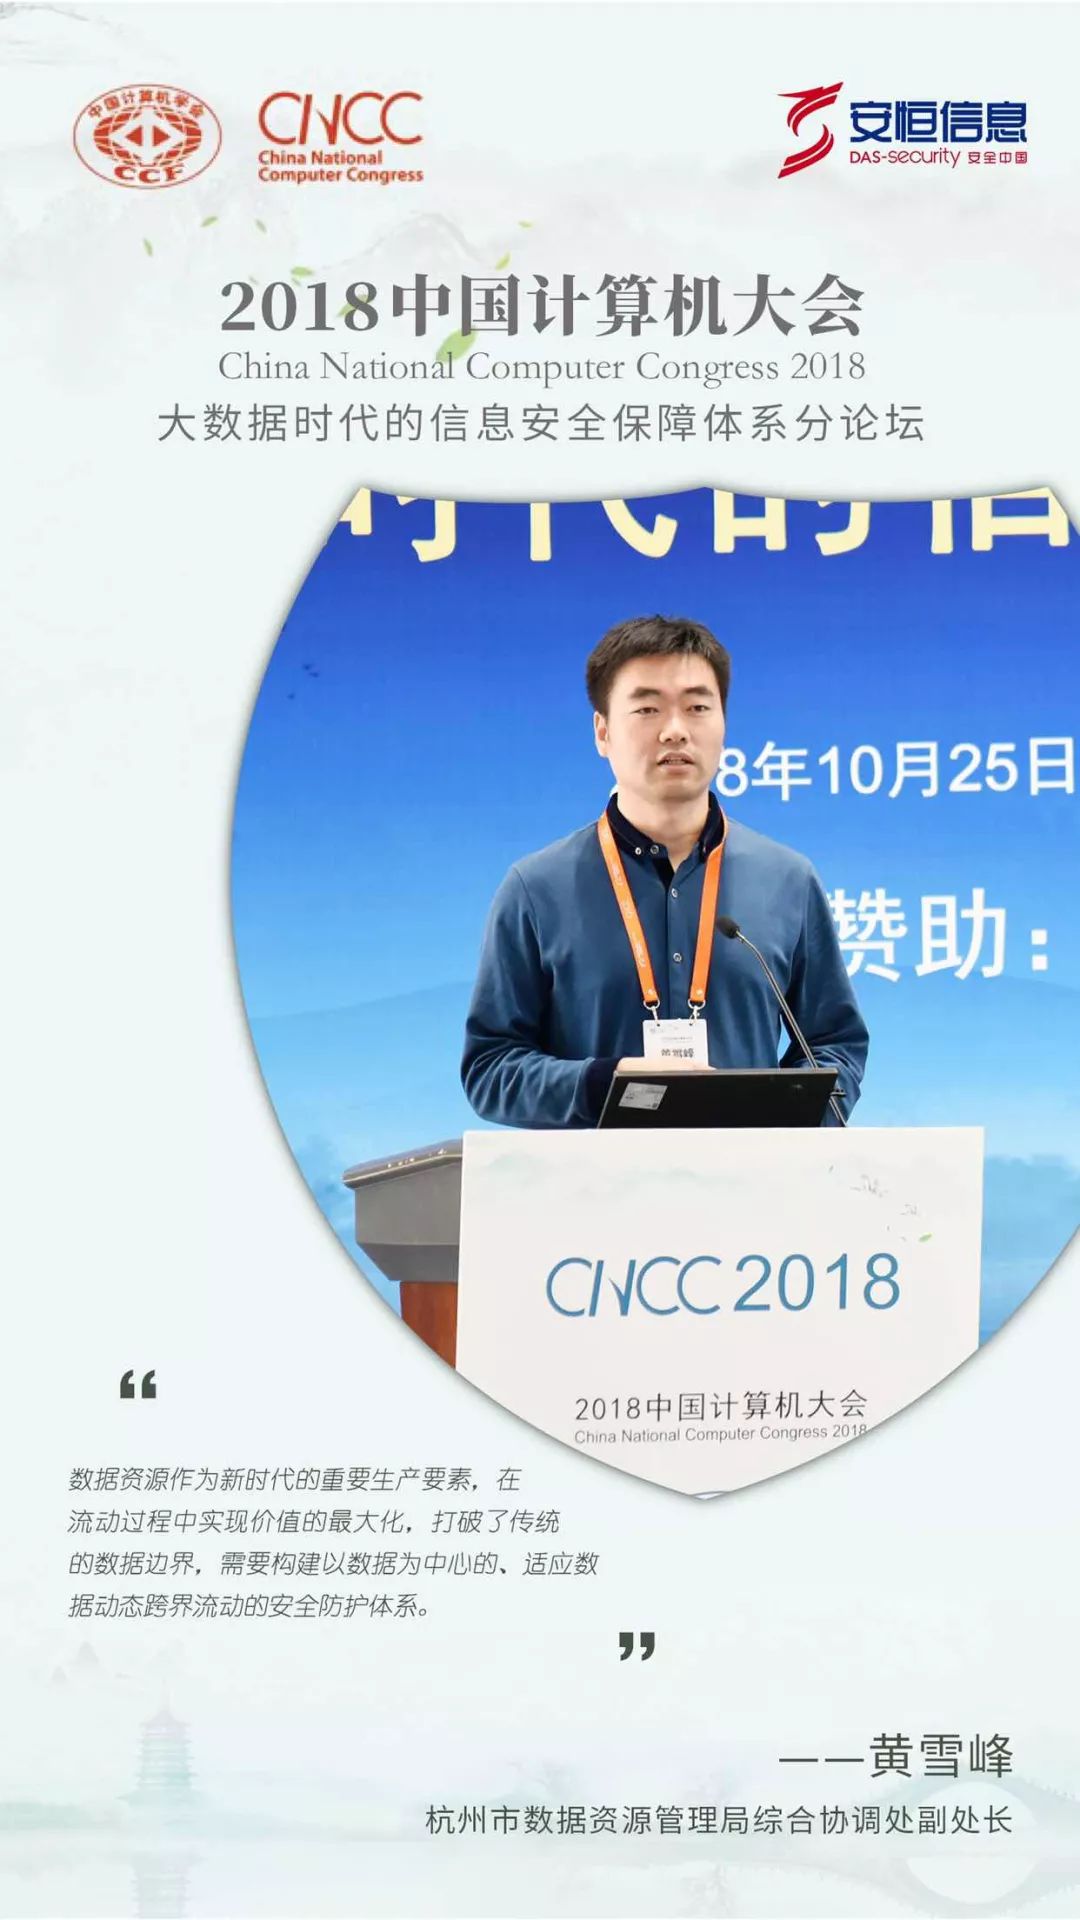 中国计算机学会
CCF
CNCC
China National
Computer Congress
安恒信息
DAS-security 安全中国
2018中国计算机大会
China National Computer Congress 2018
大数据时代的信息安全保障体系分论坛
时代的信
8年10月25日
赞助：
黄雪峰
CNCC2018
2018中国计算机大会
China National Computer Congress 2018
“
数据资源作为新时代的重要生产要素，在
流动过程中实现价值的最大化，打破了传统
的数据边界，需要构建以数据为中心的、适应数
据动态跨界流动的安全防护体系。
”
——黄雪峰
杭州市数据资源管理局综合协调处副处长